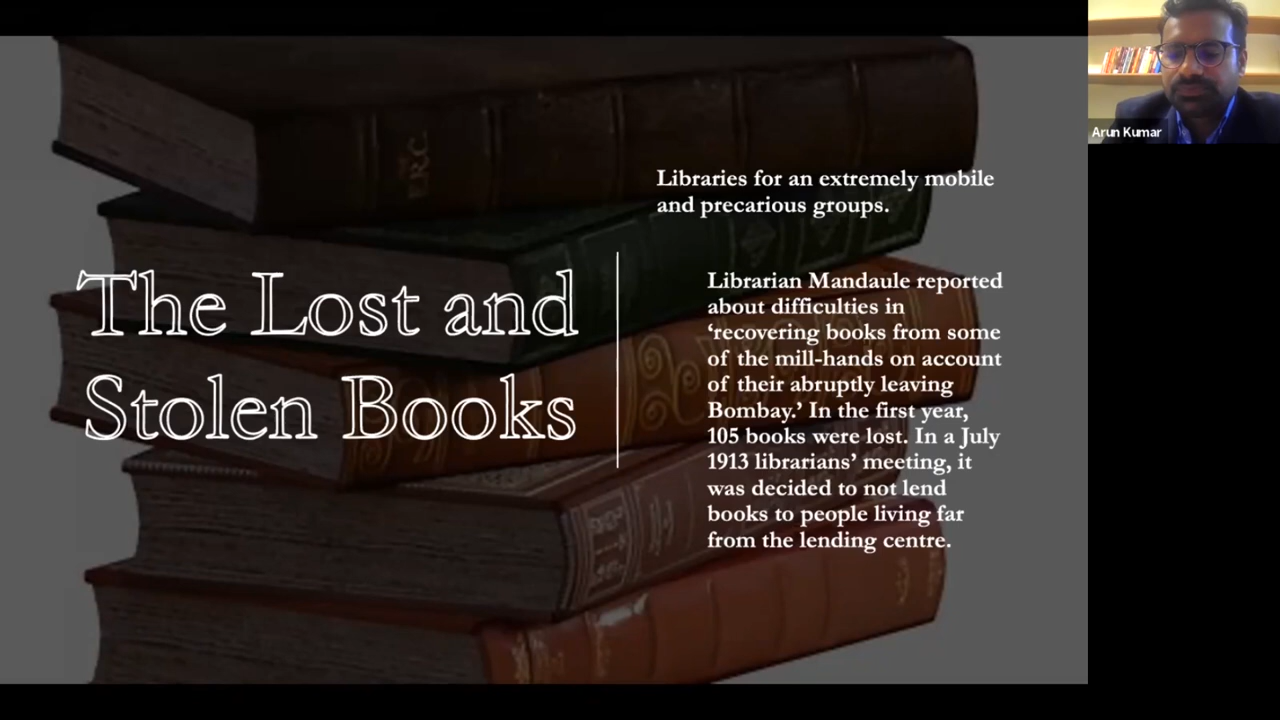 The Lost and
Stolen Books
Libraries for an extremely mobile
and precarious groups.
Librarian Mandaule reported
about difficulties in
‘recovering books from some
of the mill-hands on account
of their abruptly leaving
Bombay.’ In the first year,
105 books were lost. In a July
1913 librarians’ meeting, it
was decided to not lend
books to people living far
from the lending centre.
Arun Kumar
E.R.C.